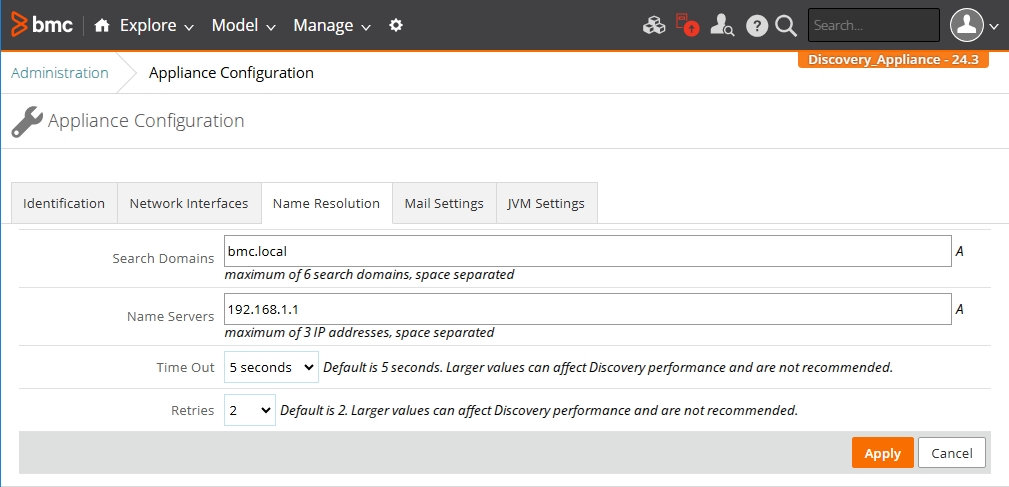 bmc Explore Model Manage ? Search...
Administration Appliance Configuration Discovery_Appliance - 24.3
Appliance Configuration
Identification Network Interfaces Name Resolution Mail Settings JVM Settings
Search Domains bmc.local A
maximum of 6 search domains, space separated
Name Servers 192.168.1.1 A
maximum of 3 IP addresses, space separated
Time Out 5 seconds Default is 5 seconds. Larger values can affect Discovery performance and are not recommended.
Retries 2 Default is 2. Larger values can affect Discovery performance and are not recommended.
Apply Cancel